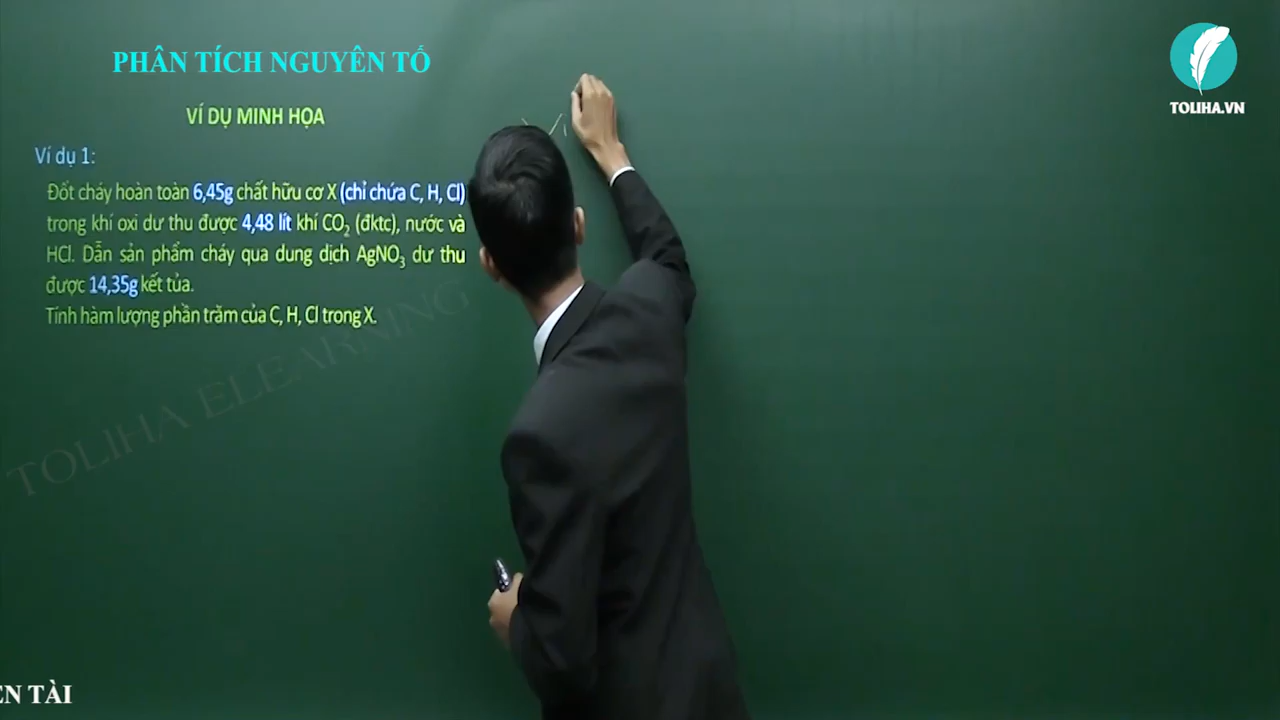 PHÂN TÍCH NGUYÊN TỐ
TOLIHA.VN
VÍ DỤ MINH HỌA
Ví dụ 1:
Đốt cháy hoàn toàn 6,45g chất hữu cơ X (chỉ chứa C, H, Cl)
trong khí oxi dư thu được 4,48 lít khí CO₂ (đktc), nước và
HCl. Dẫn sản phẩm cháy qua dung dịch AgNO₃ dư thu
được 14,35g kết tủa.
Tính hàm lượng phần trăm của C, H, Cl trong X.
TOLIHA ELEARNING
TÀI